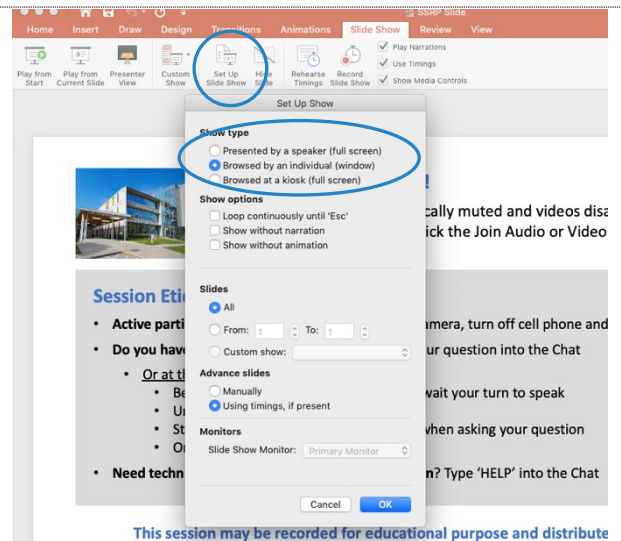 SSRP Slide
Home Insert Draw Design Transitions Animations Slide Show Review View
Play from Start
Play from Current Slide
Presenter View
Custom Show
Set Up Slide Show
Hide Slide
Rehearse Timings
Record Slide Show
Play Narrations
Use Timings
Show Media Controls
Set Up Show
Show type
Presented by a speaker (full screen)
Browsed by an individual (window)
Browsed at a kiosk (full screen)
Show options
Loop continuously until 'Esc'
Show without narration
Show without animation
Slides
All
From: 1 To: 1
Custom show:
Advance slides
Manually
Using timings, if present
Monitors
Slide Show Monitor: Primary Monitor
Cancel OK
!
cally muted and videos disa
ick the Join Audio or Video
Session Eti
• Active parti amera, turn off cell phone and
• Do you hav ur question into the Chat
• Or at th
• Be wait your turn to speak
• U
• St when asking your question
• O
• Need techn n? Type 'HELP' into the Chat
This session may be recorded for educational purpose and distribute